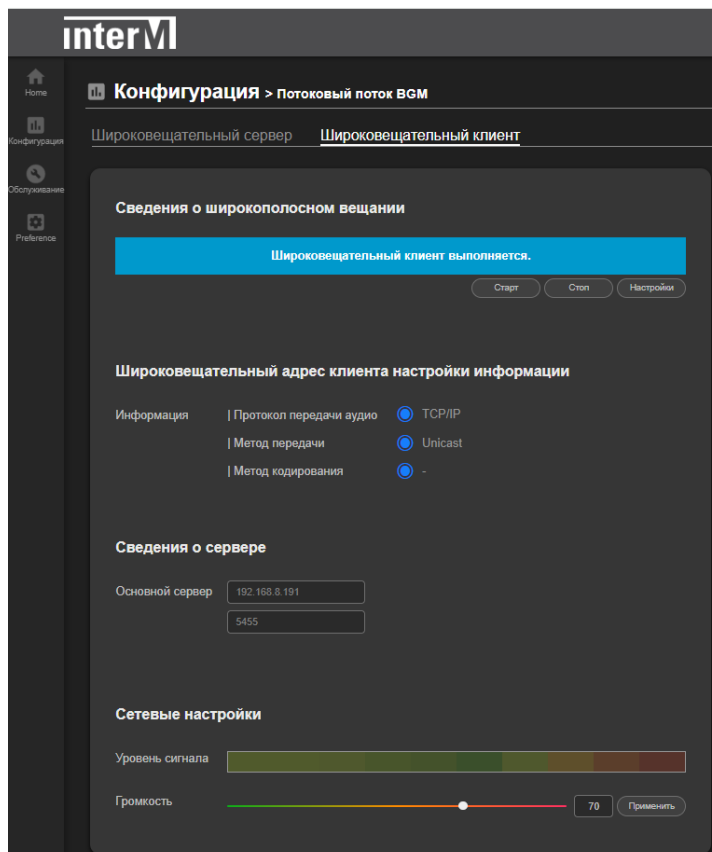 interM
Home
Конфигурация
Обслуживание
Preference
Конфигурация > Потоковый поток BGM
Широковещательный сервер Широковещательный клиент
Сведения о широкополосном вещании
Широковещательный клиент выполняется.
Старт Стоп Настройки
Широковещательный адрес клиента настройки информации
Информация | Протокол передачи аудио TCP/IP
| Метод передачи Unicast
| Метод кодирования -
Сведения о сервере
Основной сервер 192.168.8.191
5455
Сетевые настройки
Уровень сигнала
Громкость 70 Применить